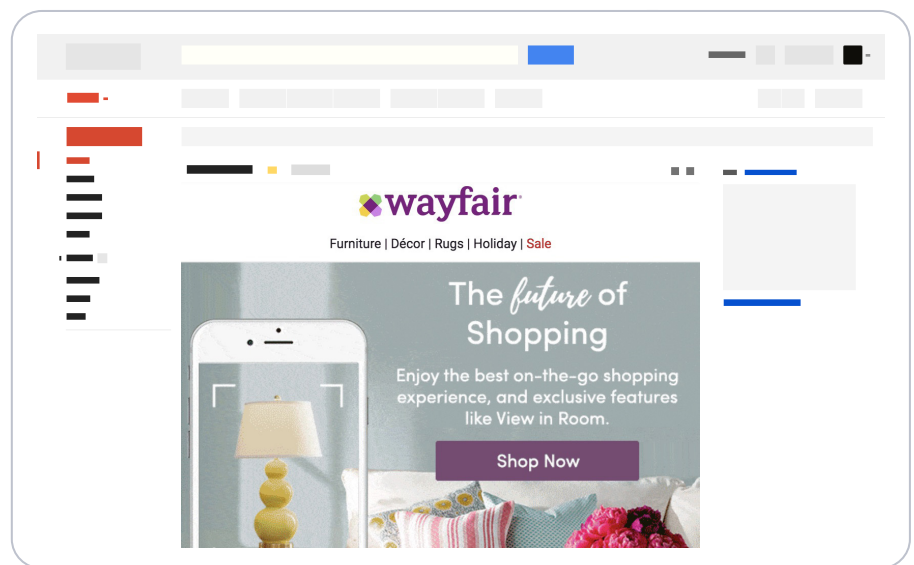 wayfair
Furniture | Décor | Rugs | Holiday | Sale
The future of
Shopping
Enjoy the best on-the-go shopping
experience, and exclusive features
like View in Room.
Shop Now